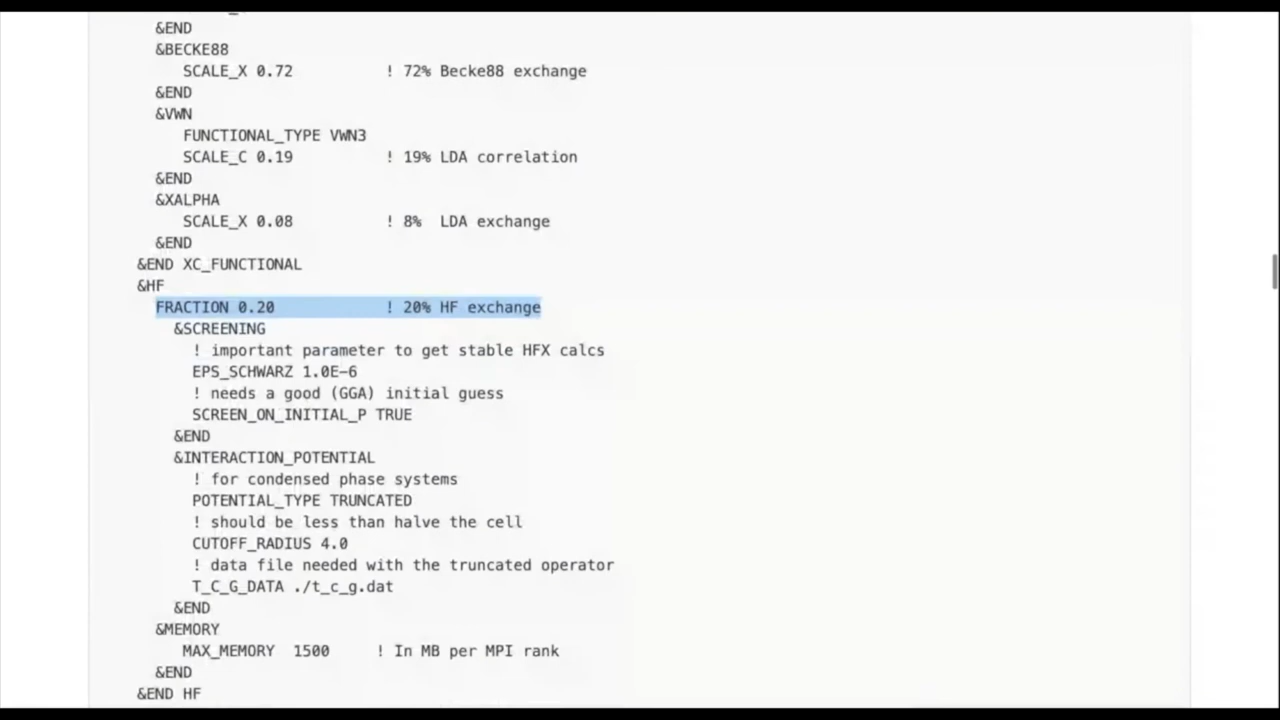 &END
&BECKE88
SCALE_X 0.72 ! 72% Becke88 exchange
&END
&VWN
FUNCTIONAL_TYPE VWN3
SCALE_C 0.19 ! 19% LDA correlation
&END
&XALPHA
SCALE_X 0.08 ! 8% LDA exchange
&END
&END XC_FUNCTIONAL
&HF
FRACTION 0.20 ! 20% HF exchange
&SCREENING
! important parameter to get stable HFX calcs
EPS_SCHWARZ 1.0E-6
! needs a good (GGA) initial guess
SCREEN_ON_INITIAL_P TRUE
&END
&INTERACTION_POTENTIAL
! for condensed phase systems
POTENTIAL_TYPE TRUNCATED
! should be less than halve the cell
CUTOFF_RADIUS 4.0
! data file needed with the truncated operator
T_C_G_DATA ./t_c_g.dat
&END
&MEMORY
MAX_MEMORY 1500 ! In MB per MPI rank
&END
&END HF